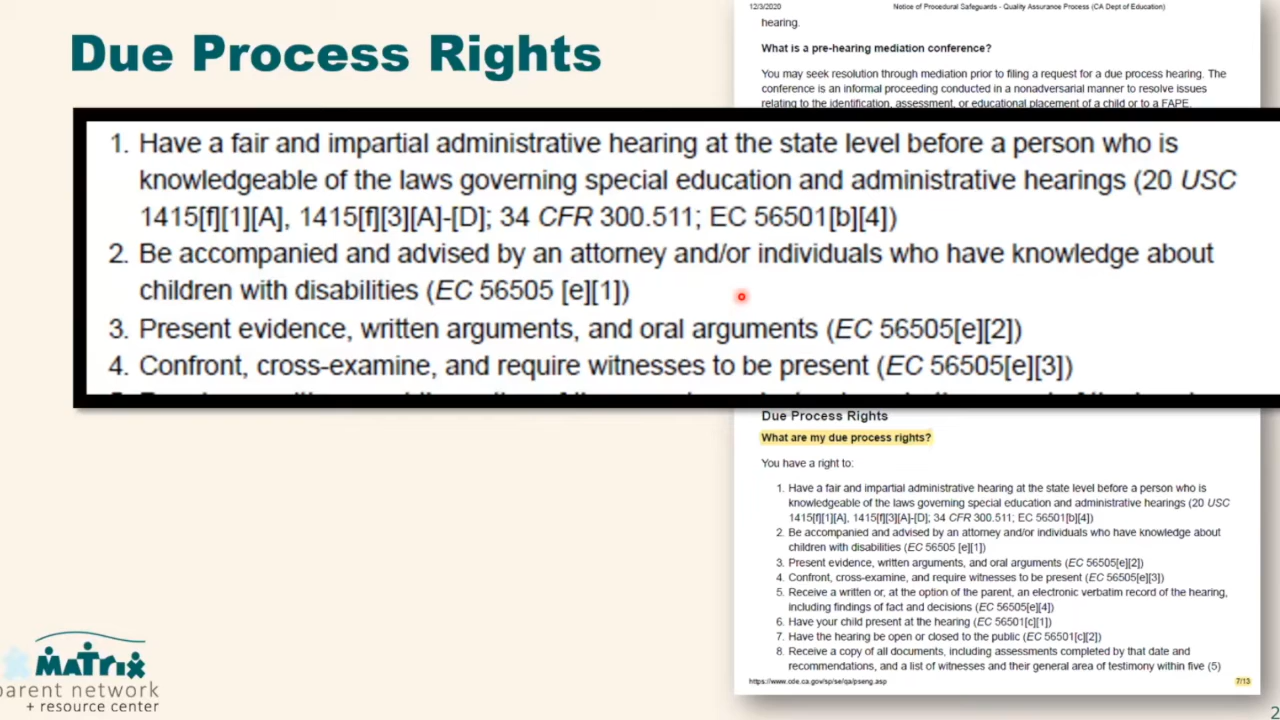 Due Process Rights
12/3/2020 Notice of Procedural Safeguards - Quality Assurance Process (CA Dept of Education)
hearing.
What is a pre-hearing mediation conference?
You may seek resolution through mediation prior to filing a request for a due process hearing. The
conference is an informal proceeding conducted in a nonadversarial manner to resolve issues
relating to the identification, assessment, or educational placement of a child or to a FAPE.
1. Have a fair and impartial administrative hearing at the state level before a person who is
knowledgeable of the laws governing special education and administrative hearings (20 USC
1415[f][1][A], 1415[f][3][A]-[D]; 34 CFR 300.511; EC 56501[b][4])
2. Be accompanied and advised by an attorney and/or individuals who have knowledge about
children with disabilities (EC 56505 [e][1])
3. Present evidence, written arguments, and oral arguments (EC 56505[e][2])
4. Confront, cross-examine, and require witnesses to be present (EC 56505[e][3])
Due Process Rights
What are my due process rights?
You have a right to:
1. Have a fair and impartial administrative hearing at the state level before a person who is
knowledgeable of the laws governing special education and administrative hearings (20 USC
1415[f][1][A], 1415[f][3][A]-[D]; 34 CFR 300.511; EC 56501[b][4])
2. Be accompanied and advised by an attorney and/or individuals who have knowledge about
children with disabilities (EC 56505 [e][1])
3. Present evidence, written arguments, and oral arguments (EC 56505[e][2])
4. Confront, cross-examine, and require witnesses to be present (EC 56505[e][3])
5. Receive a written or, at the option of the parent, an electronic verbatim record of the hearing,
including findings of fact and decisions (EC 56505[e][4])
6. Have your child present at the hearing (EC 56501[c][1])
7. Have the hearing be open or closed to the public (EC 56501[c][2])
8. Receive a copy of all documents, including assessments completed by that date and
recommendations, and a list of witnesses and their general area of testimony within five (5)
https://www.cde.ca.gov/sp/se/qa/pseng.asp 7/13
MATRIX
parent network
+ resource center
2